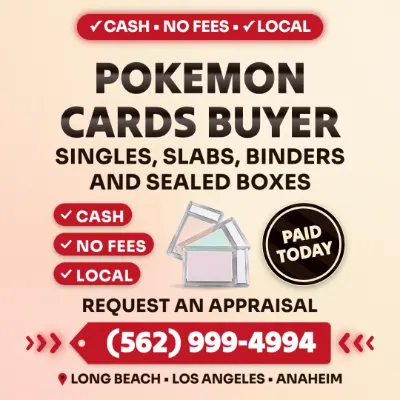 ✓CASH • NO FEES • ✓LOCAL
POKEMON
CARDS BUYER
SINGLES, SLABS, BINDERS
AND SEALED BOXES
✓ CASH
✓ NO FEES
✓ LOCAL
PAID
TODAY
REQUEST AN APPRAISAL
(562) 999-4994
LONG BEACH • LOS ANGELES • ANAHEIM